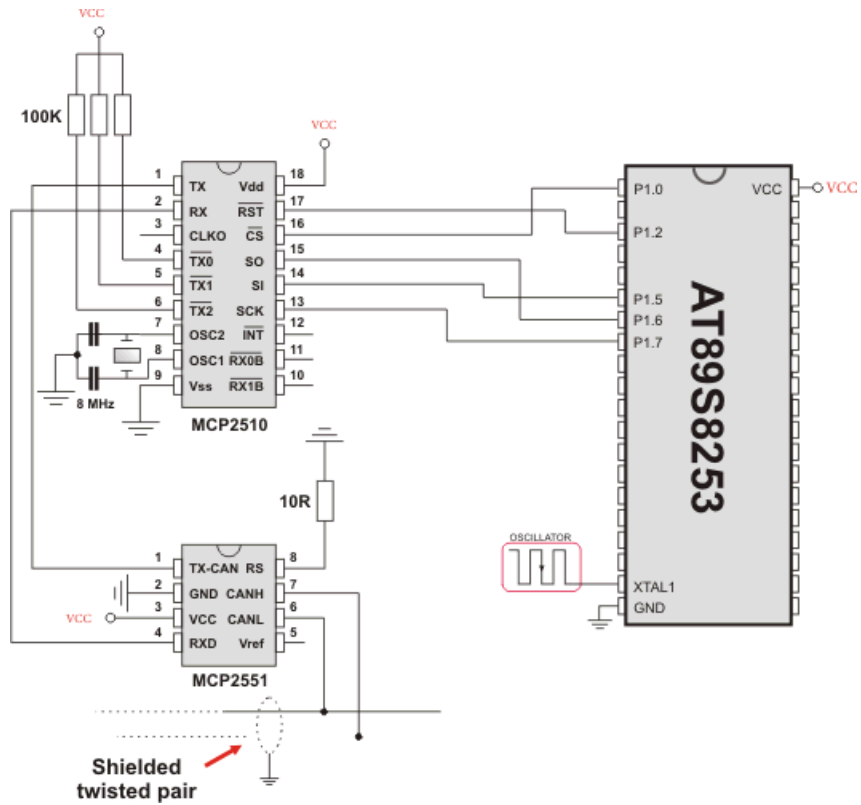 VCC
100K
VCC
1 TX Vdd 18
2 RX RST 17
3 CLKO CS 16
4 TX0 SO 15
5 TX1 SI 14
6 TX2 SCK 13
7 OSC2 INT 12
8 OSC1 RX0B 11
9 Vss RX1B 10
8 MHz
MCP2510
P1.0 VCC VCC
P1.2
P1.5
P1.6
P1.7
AT89S8253
OSCILLATOR
XTAL1
GND
10R
1 TX-CAN RS 8
2 GND CANH 7
VCC 3 VCC CANL 6
4 RXD Vref 5
MCP2551
Shielded
twisted pair